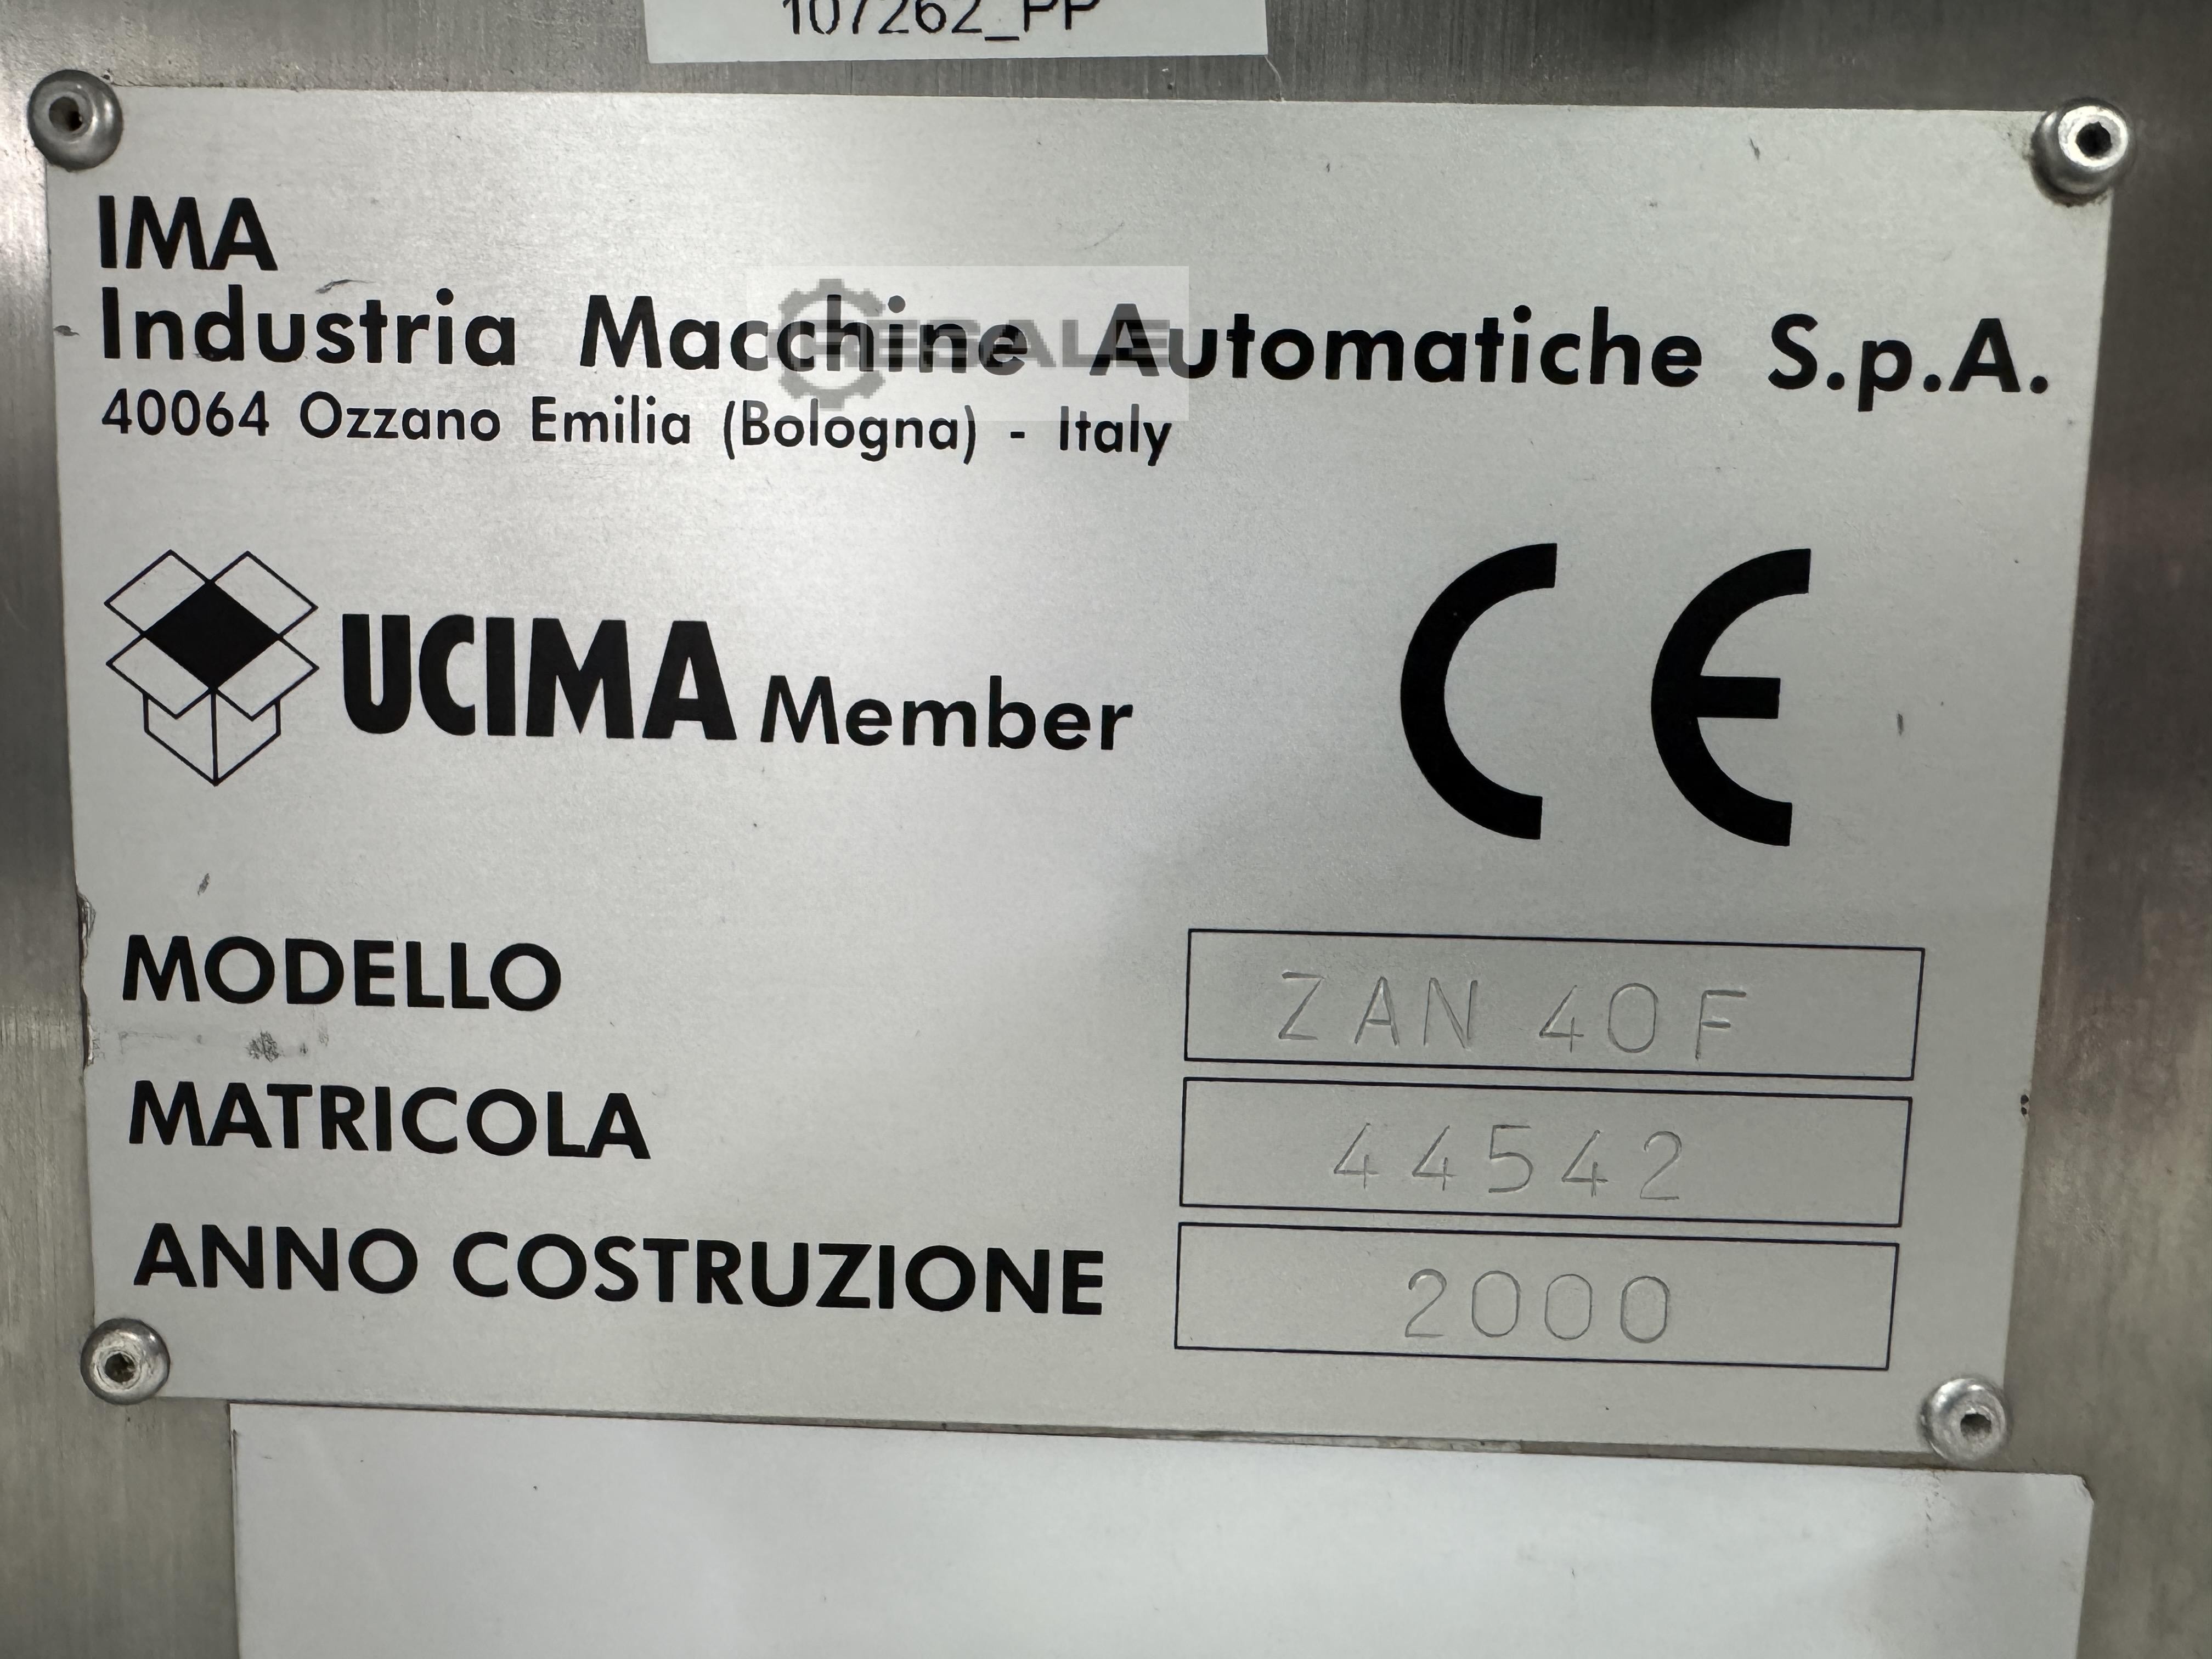 107262_PP
IMA
Industria Macchine Automatiche S.p.A.
40064 Ozzano Emilia (Bologna) - Italy
RESALE
UCIMA Member
CE
MODELLO ZAN 40F
MATRICOLA 44542
ANNO COSTRUZIONE 2000